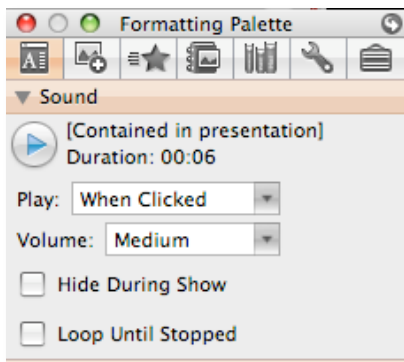 Formatting Palette
Sound
[Contained in presentation]
Duration: 00:06
Play: When Clicked
Volume: Medium
Hide During Show
Loop Until Stopped